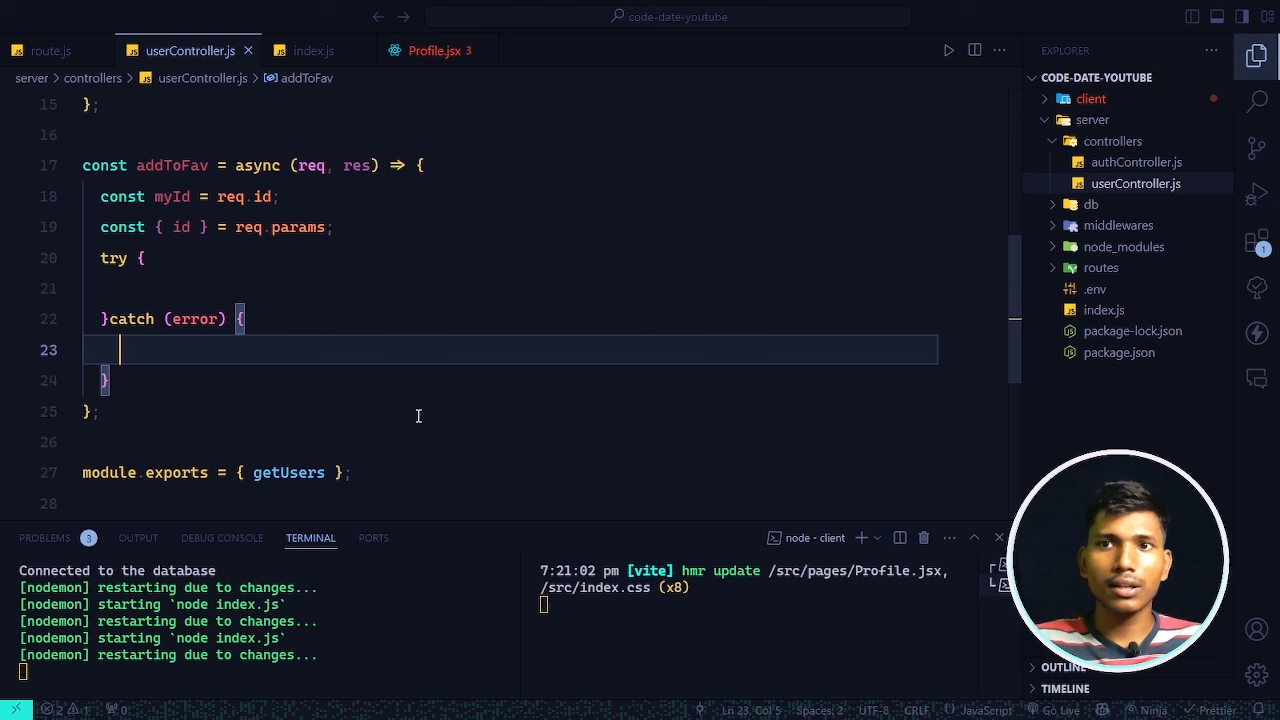 code-date-youtube
route.js
userController.js
index.js
Profile.jsx 3
EXPLORER
server > controllers > userController.js > addToFav
CODE-DATE-YOUTUBE
client
server
controllers
authController.js
userController.js
db
middlewares
node_modules
routes
.env
index.js
package-lock.json
package.json
15 };
16
17 const addToFav = async (req, res) => {
18 const myId = req.id;
19 const { id } = req.params;
20 try {
21
22 }catch (error) {
23
24 }
25 };
26
27 module.exports = { getUsers };
28
1
PROBLEMS 3 OUTPUT DEBUG CONSOLE TERMINAL PORTS
node - client
Connected to the database
[nodemon] restarting due to changes...
[nodemon] starting `node index.js`
[nodemon] restarting due to changes...
[nodemon] starting `node index.js`
[nodemon] restarting due to changes...
7:21:02 pm [vite] hmr update /src/pages/Profile.jsx,
/src/index.css (x8)
OUTLINE
TIMELINE
2 1 0 Ln 23, Col 5 Spaces: 2 UTF-8 CRLF {} JavaScript Go Live Ninja Prettier